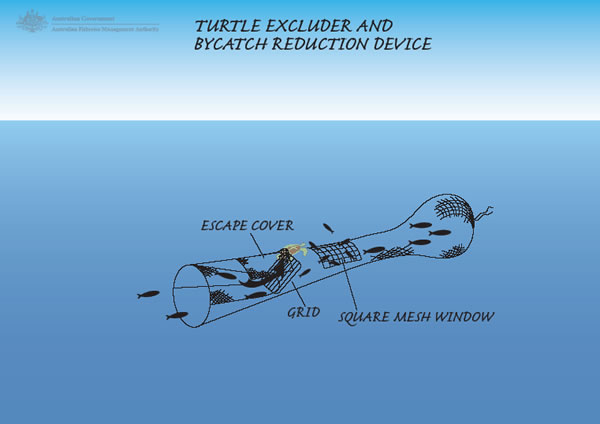 Australian Government
Australian Fisheries Management Authority
TURTLE EXCLUDER AND
BYCATCH REDUCTION DEVICE
ESCAPE COVER
GRID
SQUARE MESH WINDOW